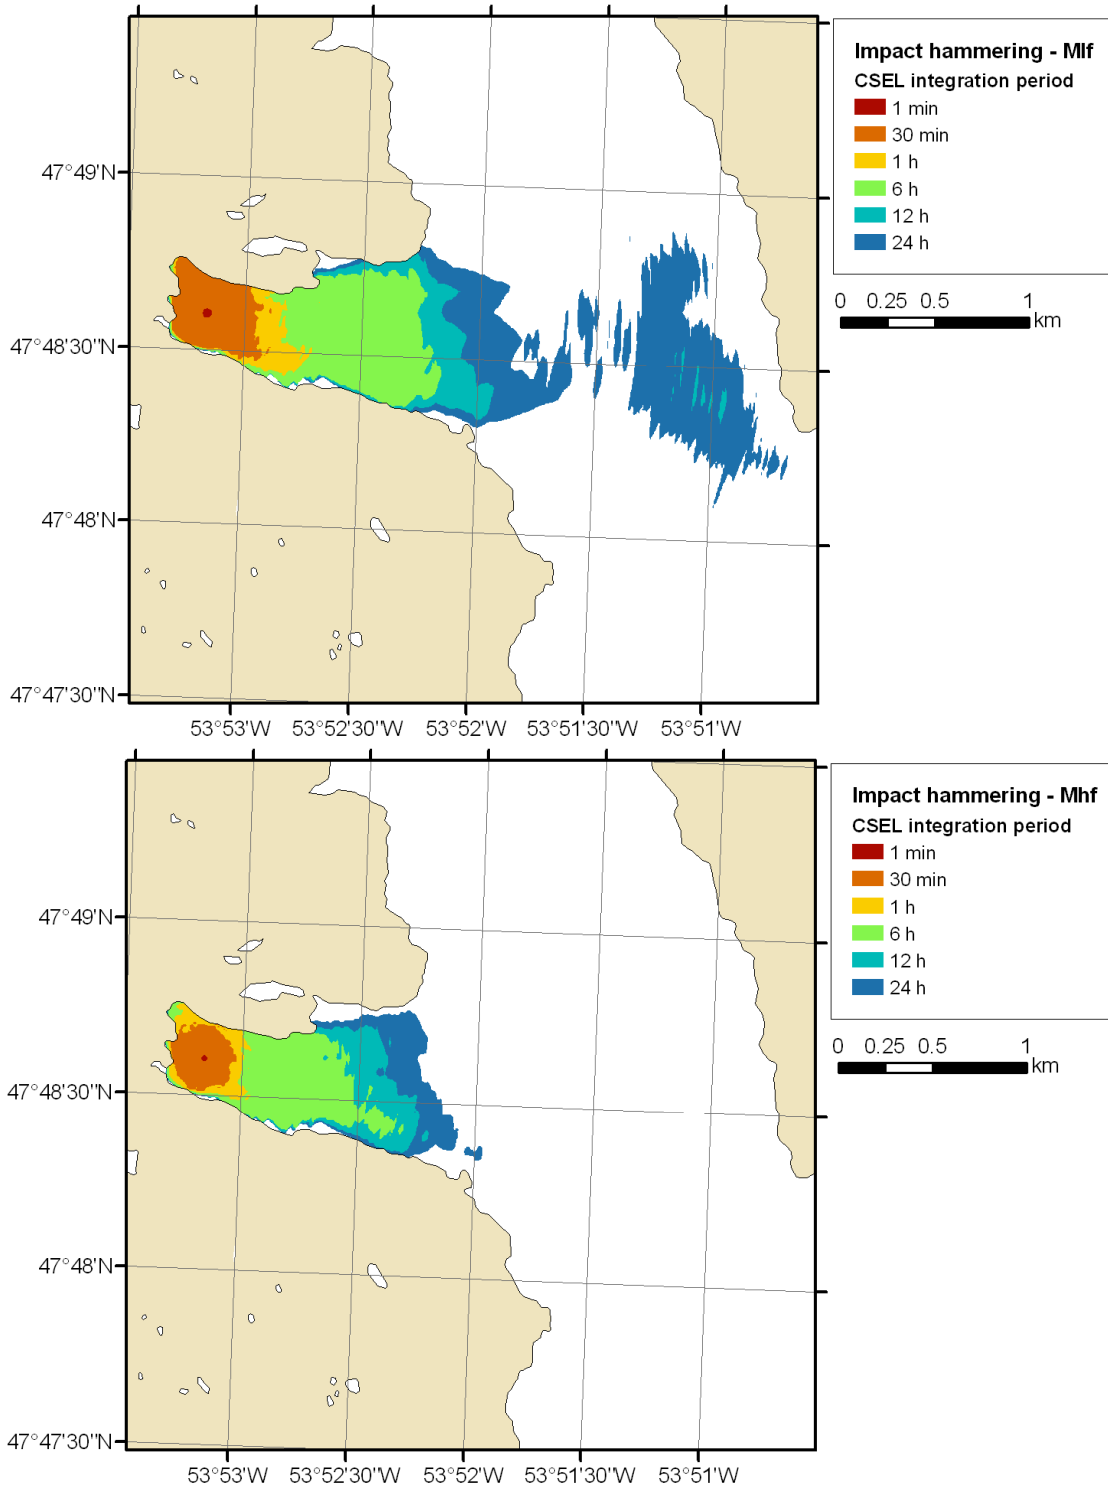 Impact hammering - Mlf
CSEL integration period
1 min
30 min
1 h
6 h
12 h
24 h
0 0.25 0.5 1
km
47°49'N
47°48'30"N
47°48'N
47°47'30"N
53°53'W 53°52'30"W 53°52'W 53°51'30"W 53°51'W
Impact hammering - Mhf
CSEL integration period
1 min
30 min
1 h
6 h
12 h
24 h
0 0.25 0.5 1
km
47°49'N
47°48'30"N
47°48'N
47°47'30"N
53°53'W 53°52'30"W 53°52'W 53°51'30"W 53°51'W